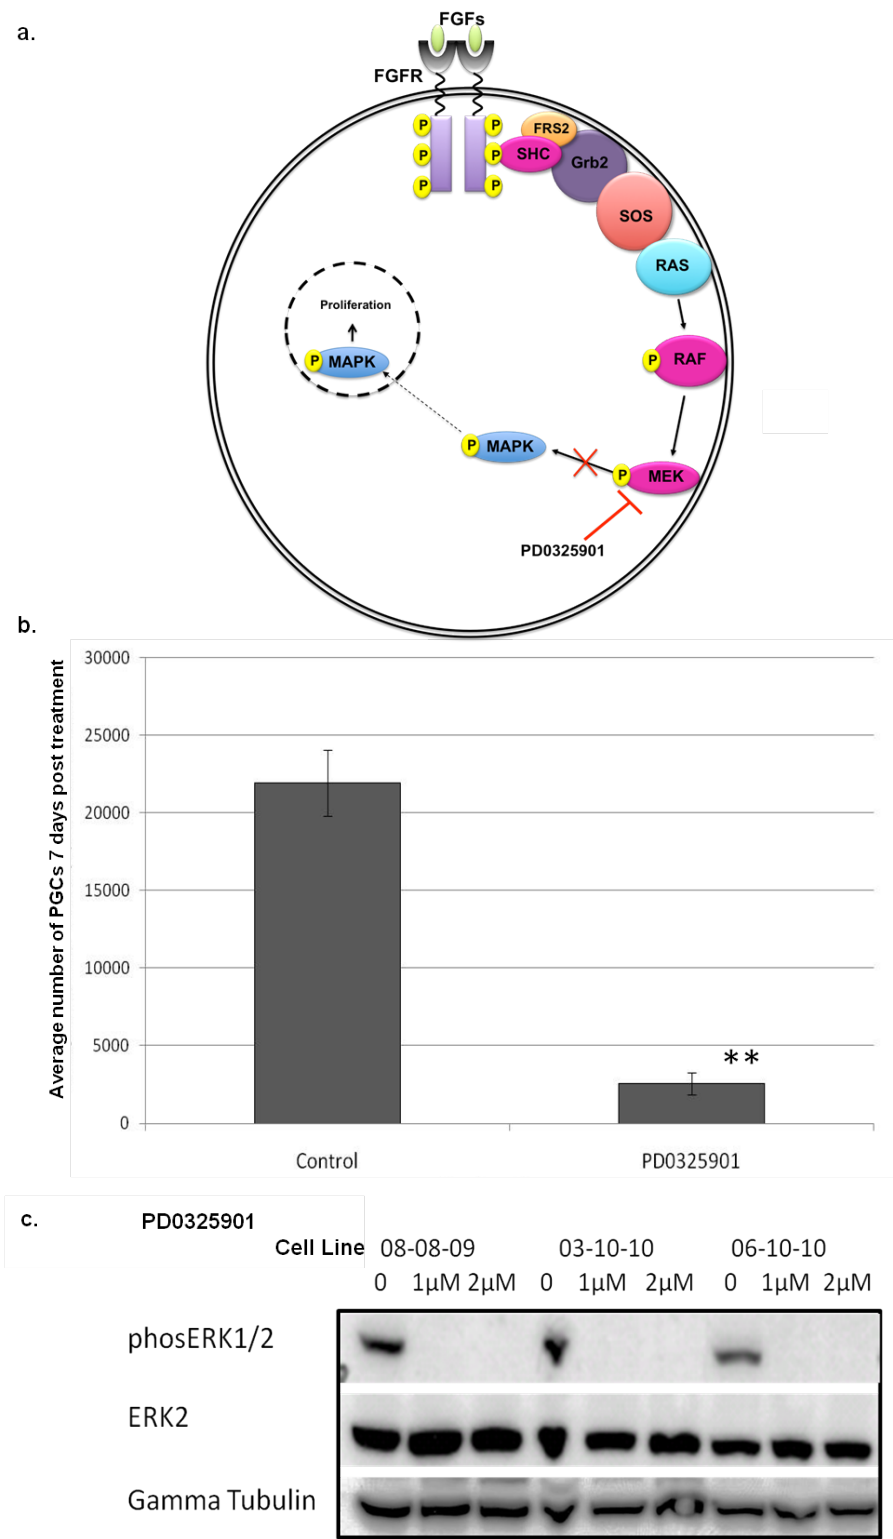 a.
FGFs
FGFR
P
P
P
P
P
P
FRS2
SHC
Grb2
SOS
RAS
Proliferation
P MAPK
P RAF
P MAPK
P MEK
PD0325901
b.
Average number of PGCs 7 days post treatment
30000
25000
20000
15000
10000
5000
0
**
Control PD0325901
c. PD0325901
Cell Line 08-08-09 03-10-10 06-10-10
0 1μM 2μM 0 1μM 2μM 0 1μM 2μM
phosERK1/2
ERK2
Gamma Tubulin